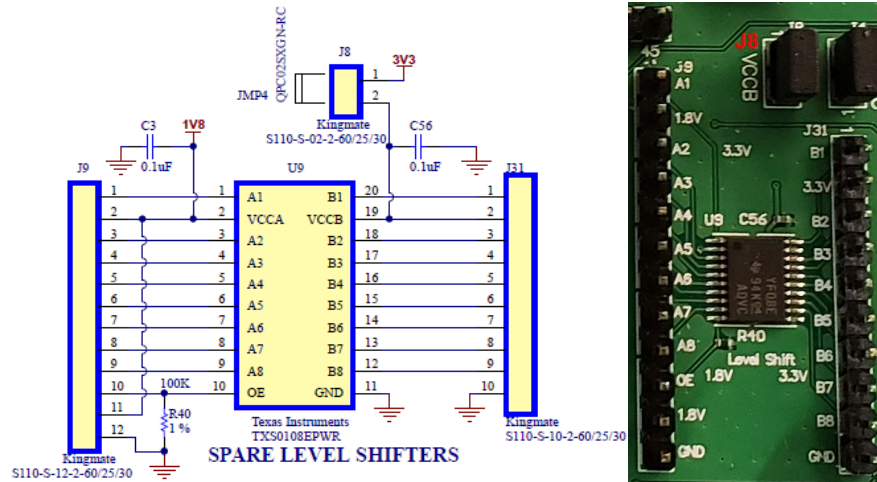 QPC02SXGN-RC
J8
3V3
1
JMP4
2
Kingmate
S110-S-02-2-60/25/30
C3
1V8
C56
0.1uF
0.1uF
J9
U9
J31
1
1
A1
B1
20
1
2
2
VCCA
VCCB
19
2
3
3
A2
B2
18
3
4
4
A3
B3
17
4
5
5
A4
B4
16
5
6
6
A5
B5
15
6
7
7
A6
B6
14
7
8
8
A7
B7
13
8
9
9
A8
B8
12
9
10
100K
10
OE
GND
11
10
11
R40
12
1 %
Kingmate
S110-S-12-2-60/25/30
Texas Instruments
TXS0108EPWR
Kingmate
S110-S-10-2-60/25/30
SPARE LEVEL SHIFTERS
45
J9
A1
1.8V
A2
A3
A4
A5
A6
A7
A8
OE
1.8V
GND
J8
VCCB
3.3V
U9
C56
YF08E
94K04
ADVC
R40
Level Shift
1.8V
3.3V
J31
1
B1
3.3V
B2
B3
B4
B5
B6
B7
B8
GND